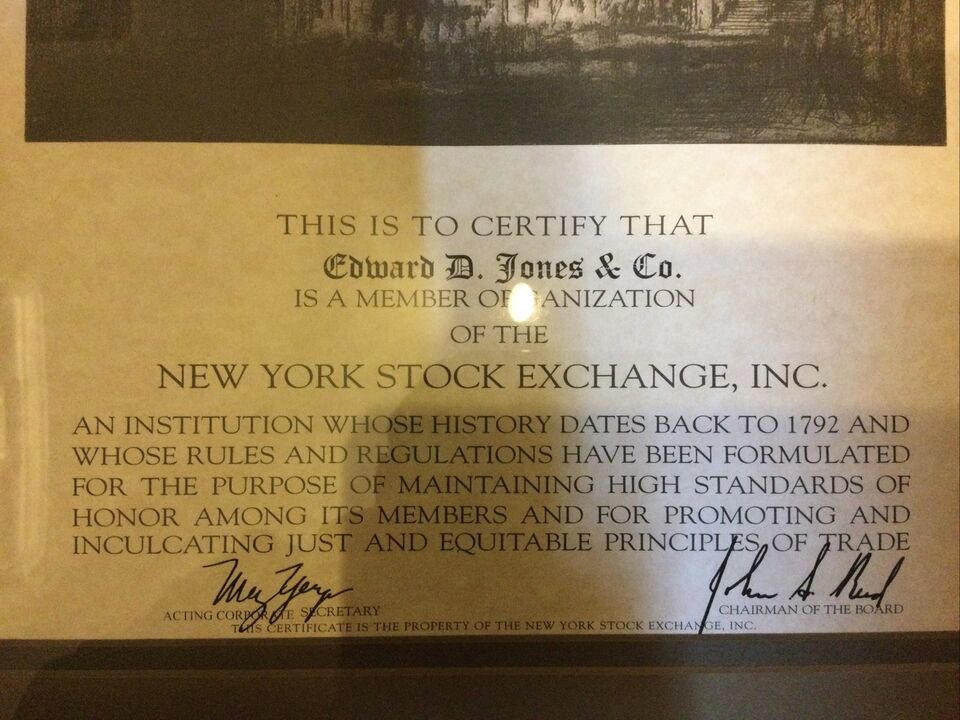 THIS IS TO CERTIFY THAT
Edward D. Jones & Co.
IS A MEMBER ORGANIZATION
OF THE
NEW YORK STOCK EXCHANGE, INC.
AN INSTITUTION WHOSE HISTORY DATES BACK TO 1792 AND
WHOSE RULES AND REGULATIONS HAVE BEEN FORMULATED
FOR THE PURPOSE OF MAINTAINING HIGH STANDARDS OF
HONOR AMONG ITS MEMBERS AND FOR PROMOTING AND
INCULCATING JUST AND EQUITABLE PRINCIPLES OF TRADE
John S Reed
ACTING CORPORATE SECRETARY
CHAIRMAN OF THE BOARD
THIS CERTIFICATE IS THE PROPERTY OF THE NEW YORK STOCK EXCHANGE, INC.